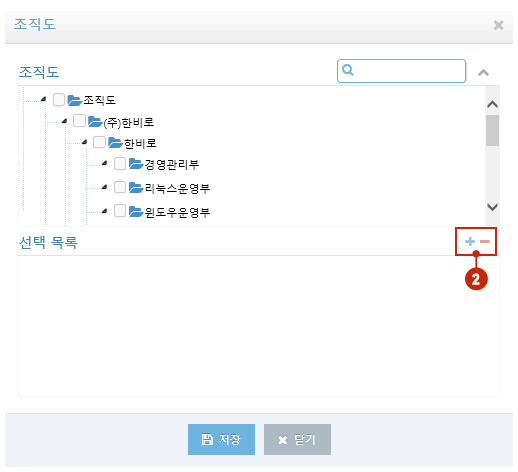 조직도
조직도
조직도
(주)한비로
한비로
경영관리부
리눅스운영부
윈도우운영부
선택 목록
2
저장
닫기